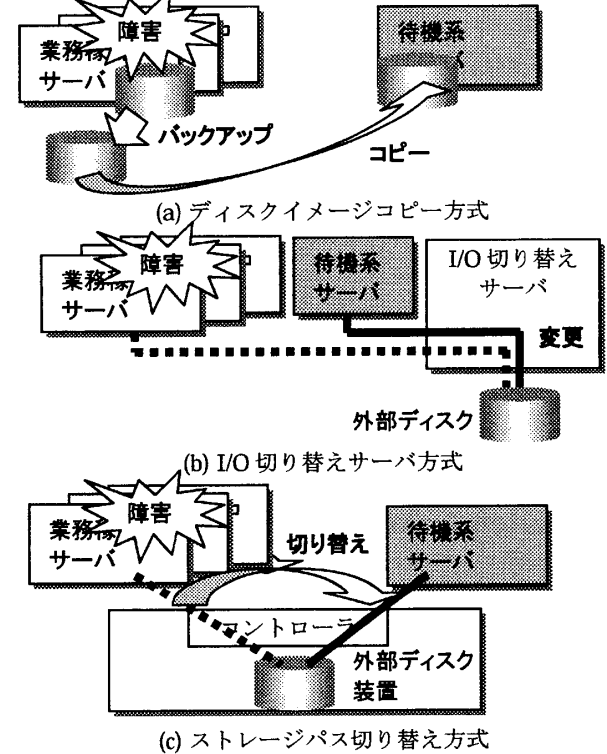 障害
業務
サーバ
待機系
バックアップ
コピー
(a) ディスクイメージコピー方式
障害
業務
サーバ
待機系
サーバ
I/O 切り替え
サーバ
変更
外部ディスク
(b) I/O 切り替えサーバ方式
障害
業務
サーバ
切り替え
待機系
サーバ
コントローラ
外部ディスク
装置
(c) ストレージパス切り替え方式